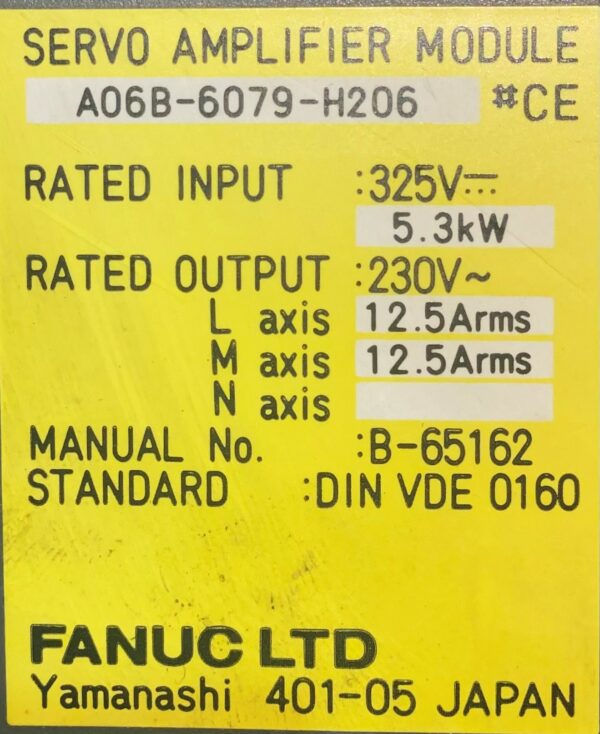 SERVO AMPLIFIER MODULE
A06B-6079-H206 #CE
RATED INPUT :325V⎓
5.3kW
RATED OUTPUT :230V~
L axis 12.5Arms
M axis 12.5Arms
N axis
MANUAL No. :B-65162
STANDARD :DIN VDE 0160
FANUC LTD
Yamanashi 401-05 JAPAN